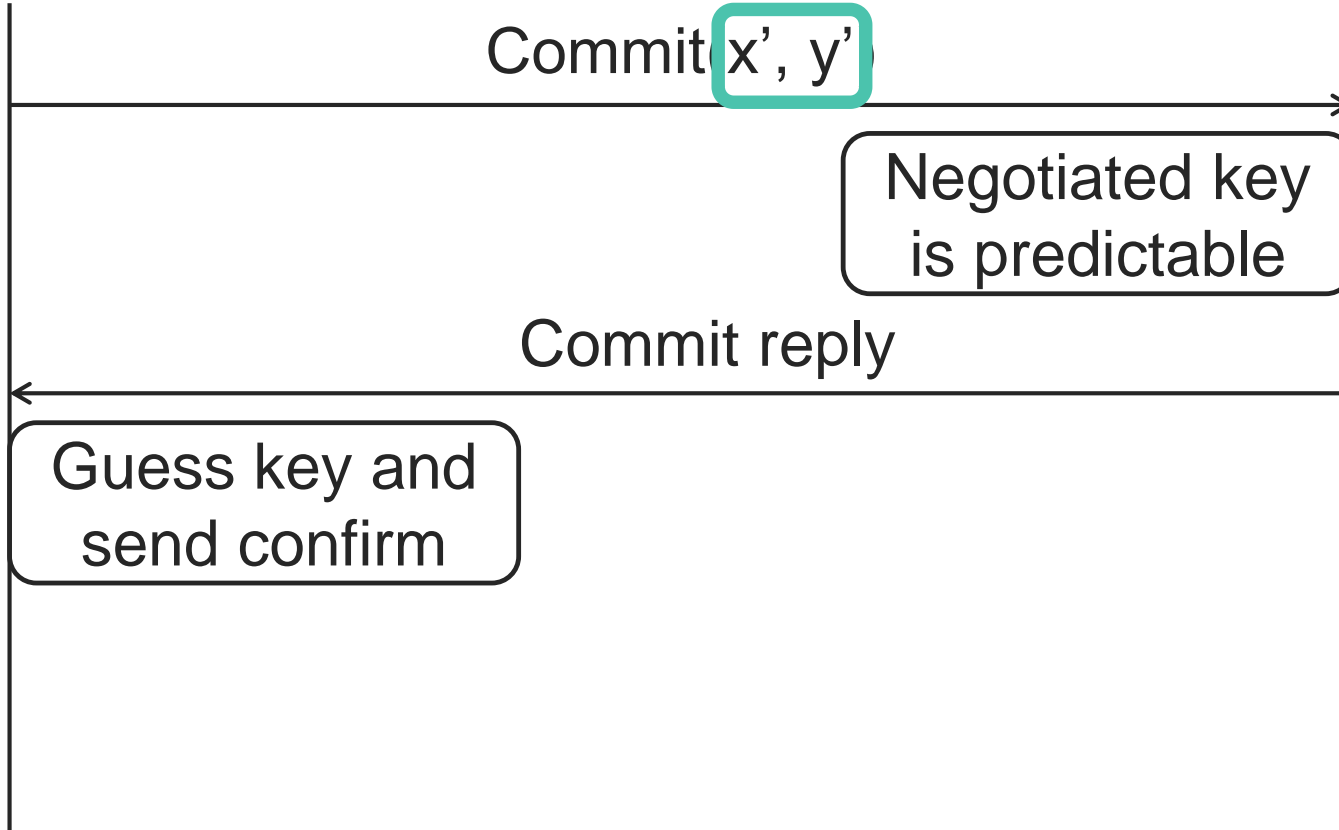 Commit(x’, y’)
Negotiated key
is predictable
Commit reply
Guess key and
send confirm